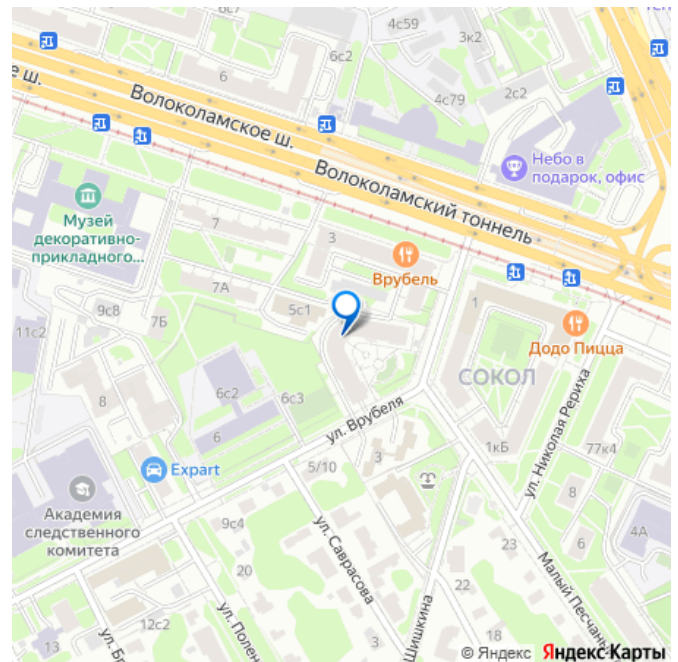 4с59
6с2
3к2
6
4с79
2с2
е ш.
Волоколамское ш.
Небо в
подарок, офис
Волоколамский тоннель
Музей
декоративно-
прикладного...
7
3
Врубель
7А
5с1
1
9с8
7Б
11с2
Додо Пицца
СОКОЛ
6с2
6с3
8
6
ул. Врубеля
ул. Николая Рериха
1кБ
77к4
Expart
5/10
3
8
Академия
следственного
комитета
9с4
ул. Саврасова
23
6
4А
20
22
Малый Песчаны
12с2
ул. Полен
Шишкина
13
ул. Бр
3
18
© Яндекс Яндекс Карты